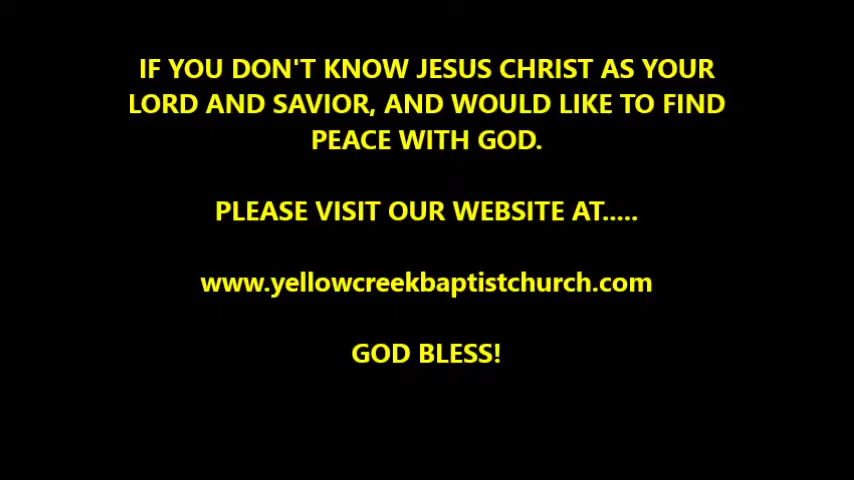 IF YOU DON'T KNOW JESUS CHRIST AS YOUR
LORD AND SAVIOR, AND WOULD LIKE TO FIND
PEACE WITH GOD.
PLEASE VISIT OUR WEBSITE AT.....
www.yellowcreekbaptistchurch.com
GOD BLESS!